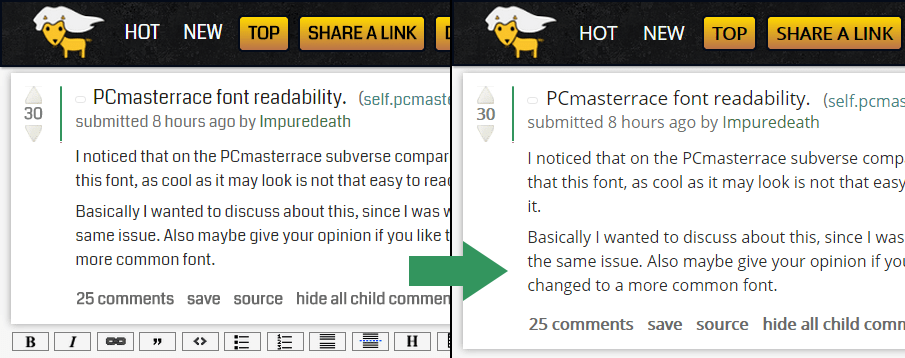 HOT NEW TOP SHARE A LINK
30
PCmasterrace font readability. (self.pcmast
submitted 8 hours ago by Impuredeath
I noticed that on the PCmasterrace subverse compar
this font, as cool as it may look is not that easy to read
Basically I wanted to discuss about this, since I was w
same issue. Also maybe give your opinion if you like t
more common font.
25 comments save source hide all child commen
B I H
HOT NEW TOP SHARE A LINK
30
PCmasterrace font readability. (self.pcmas
submitted 8 hours ago by Impuredeath
I noticed that on the PCmasterrace subverse comp
that this font, as cool as it may look is not that easy
it.
Basically I wanted to discuss about this, since I was
the same issue. Also maybe give your opinion if you
changed to a more common font.
25 comments save source hide all child comm